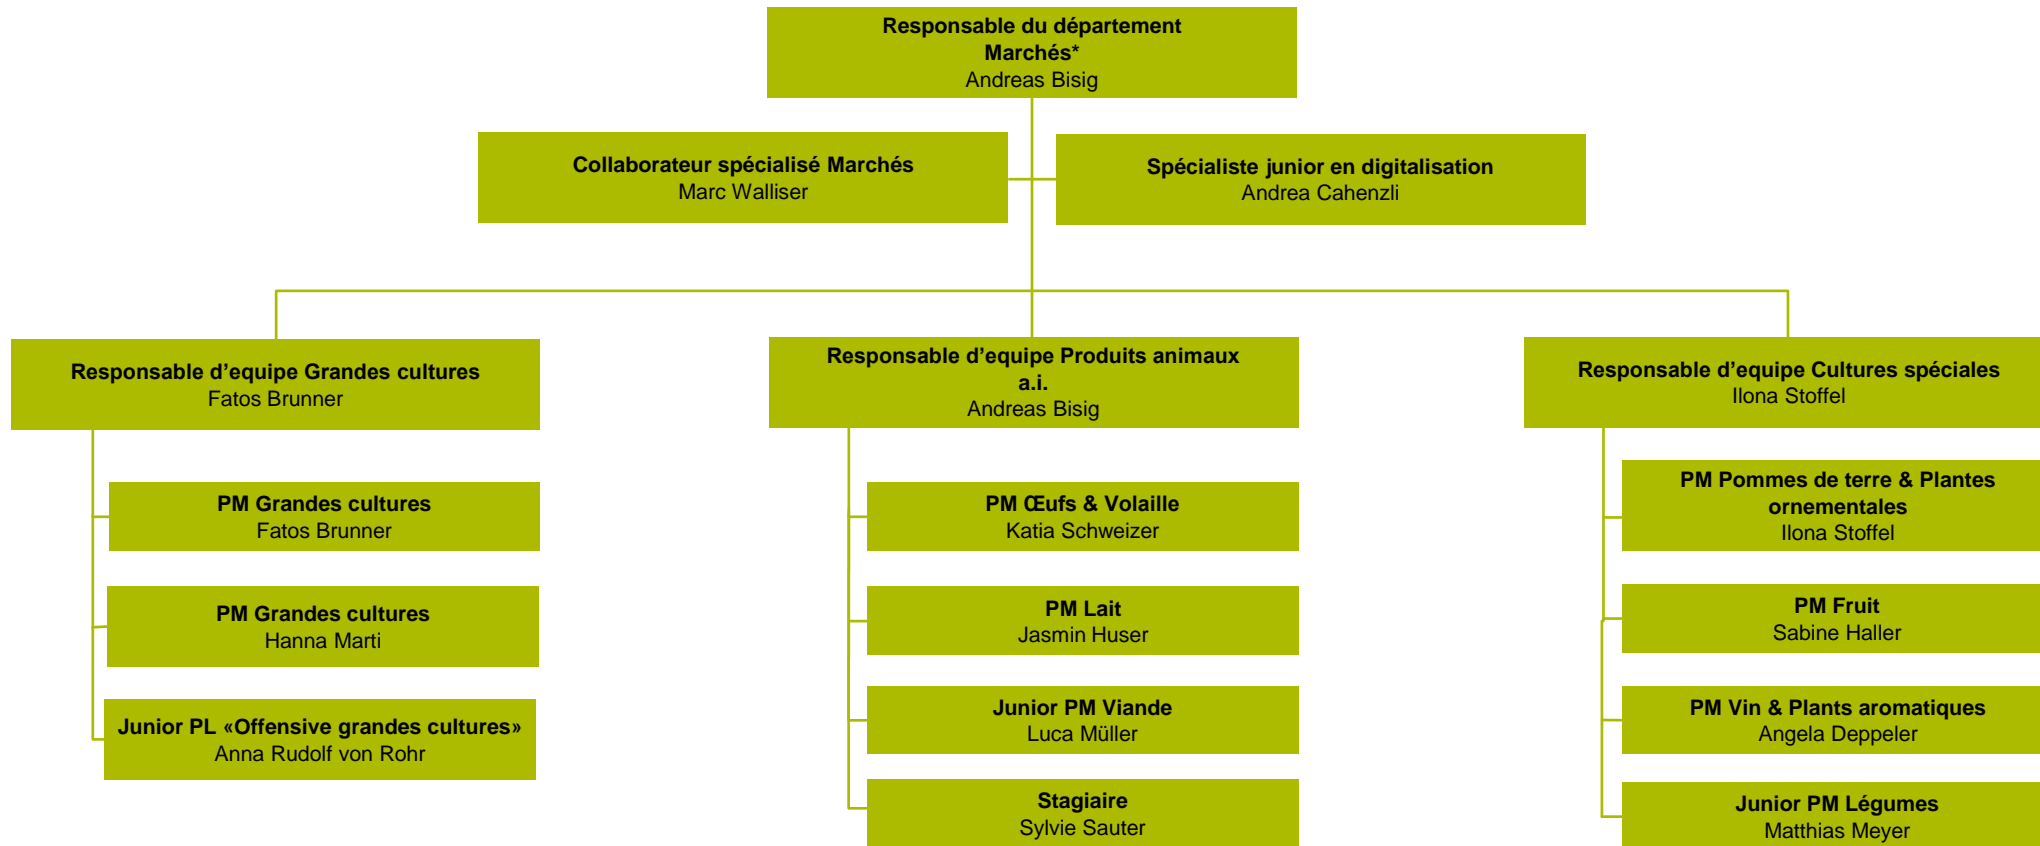 Responsable du département
Marchés*
Andreas Bisig
Collaborateur spécialisé Marchés
Marc Walliser
Spécialiste junior en digitalisation
Andrea Cahenzli
Responsable d’equipe Grandes cultures
Fatos Brunner
PM Grandes cultures
Fatos Brunner
PM Grandes cultures
Hanna Marti
Junior PL «Offensive grandes cultures»
Anna Rudolf von Rohr
Responsable d’equipe Produits animaux
a.i.
Andreas Bisig
PM Œufs & Volaille
Katia Schweizer
PM Lait
Jasmin Huser
Junior PM Viande
Luca Müller
Stagiaire
Sylvie Sauter
Responsable d’equipe Cultures spéciales
Ilona Stoffel
PM Pommes de terre & Plantes
ornementales
Ilona Stoffel
PM Fruit
Sabine Haller
PM Vin & Plants aromatiques
Angela Deppeler
Junior PM Légumes
Matthias Meyer